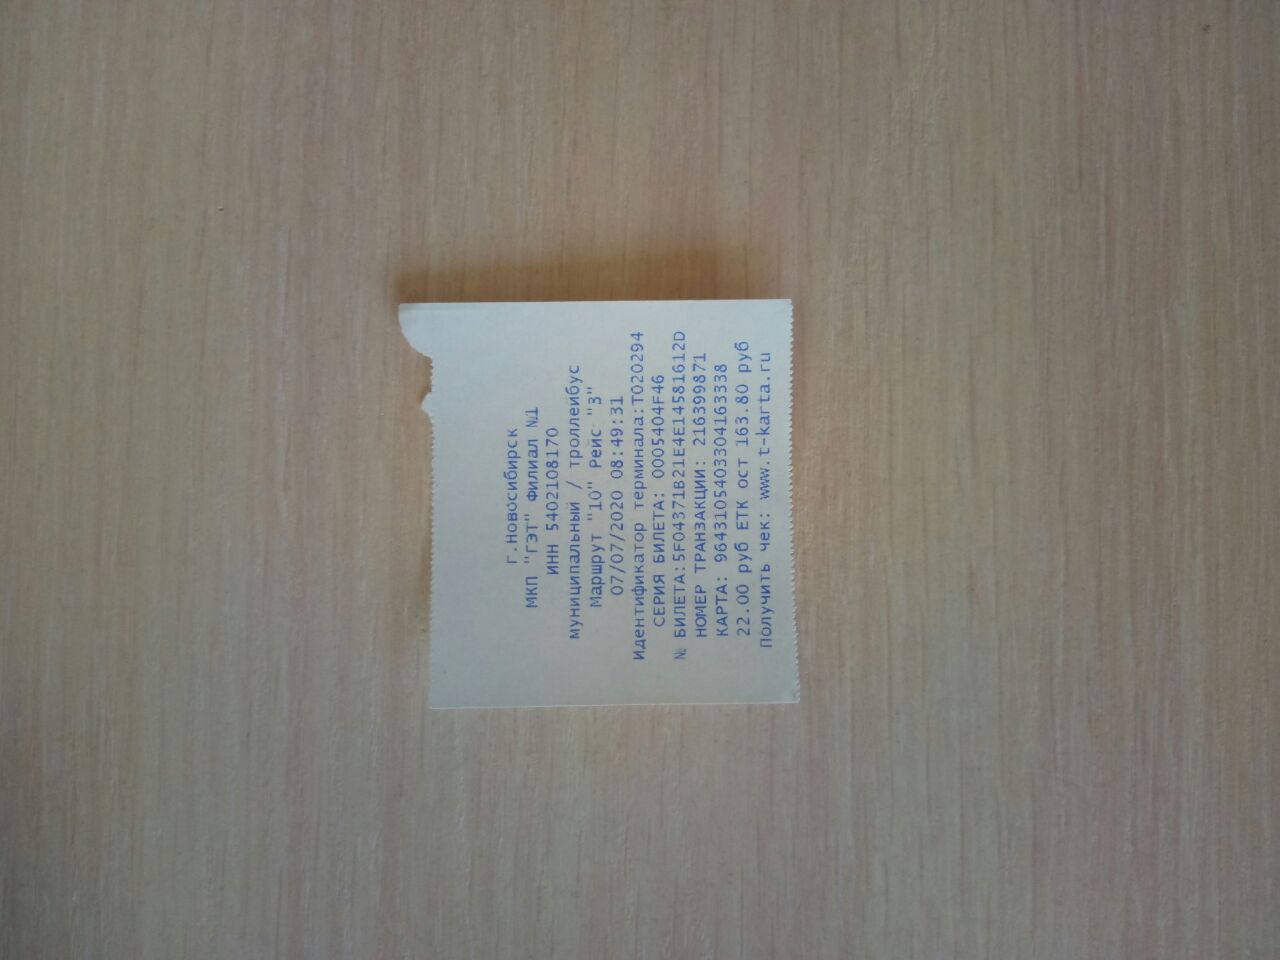 г.Новосибирск
МКП "ГЭТ" Филиал №1
ИНН 5402108170
муниципальный / троллейбус
Маршрут "10" Рейс "3"
07/07/2020 08:49:31
Идентификатор терминала:Т020294
СЕРИЯ БИЛЕТА: 0005404F46
№ БИЛЕТА:5F04371B21E4E14581612D
НОМЕР ТРАНЗАКЦИИ: 216399871
КАРТА: 9643105403304163338
22.00 руб ЕТК ост 163.80 руб
Получить чек: www.t-karta.ru